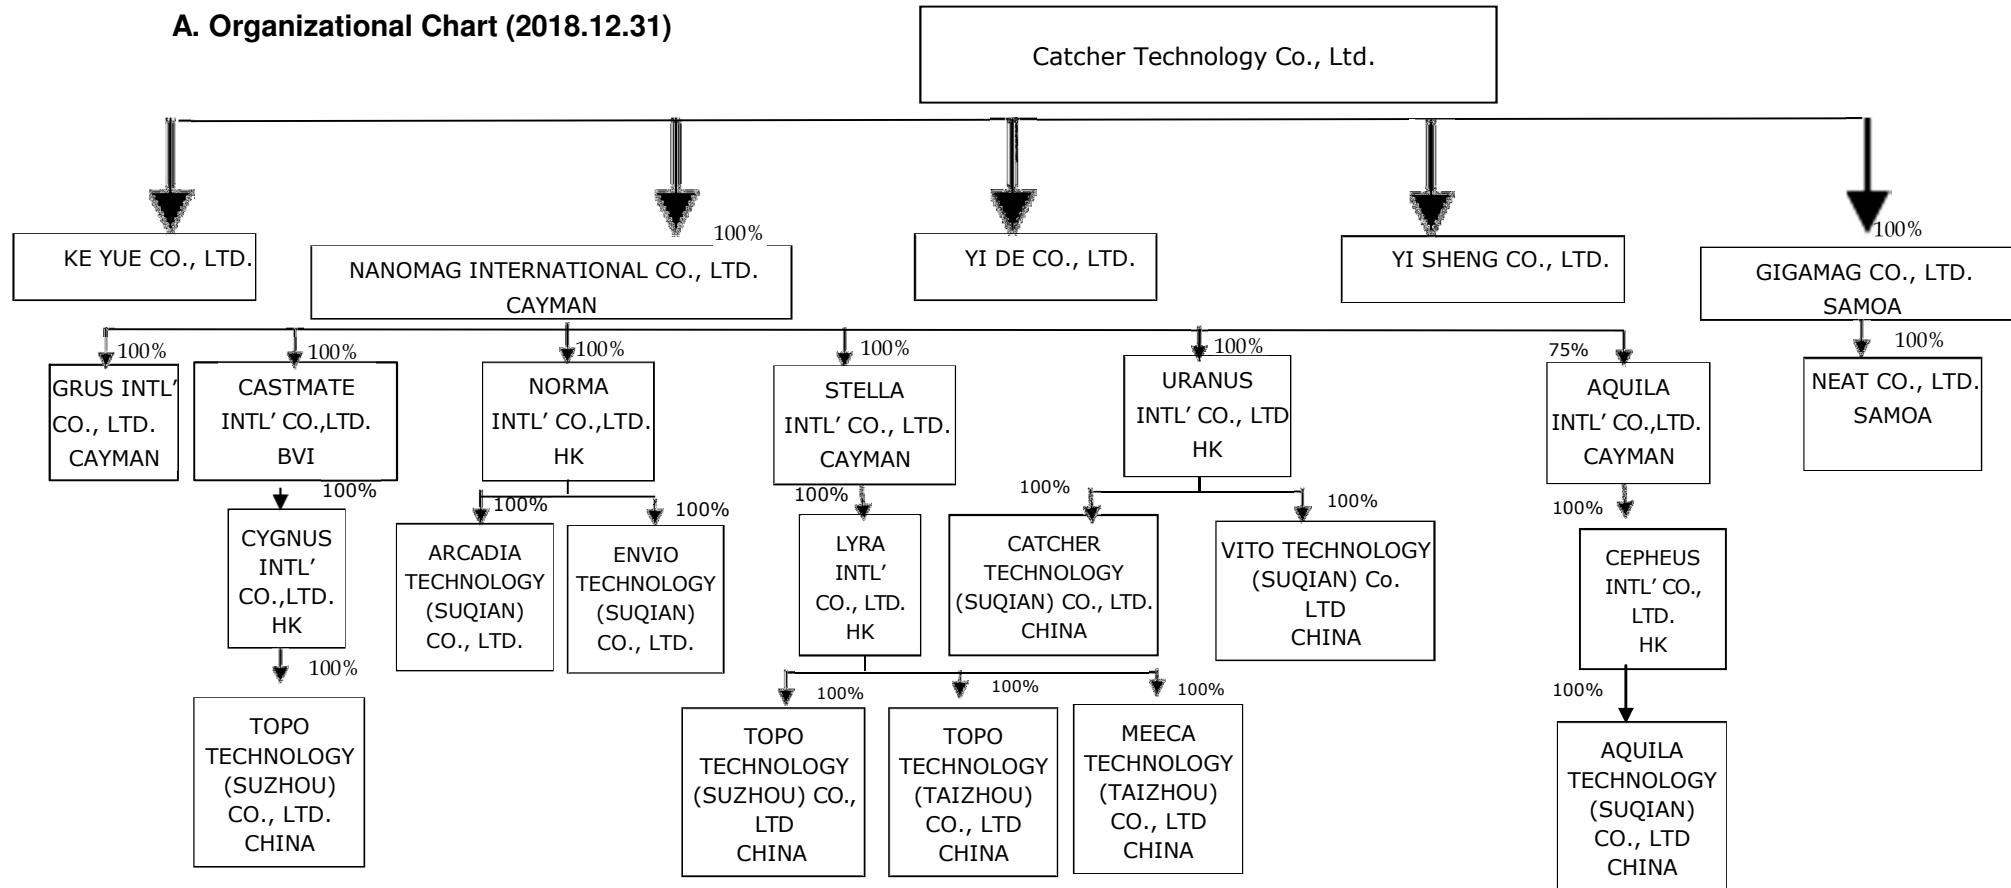 A. Organizational Chart (2018.12.31)
Catcher Technology Co., Ltd.
KE YUE CO., LTD.
100%
NANOMAG INTERNATIONAL CO., LTD.
CAYMAN
YI DE CO., LTD.
YI SHENG CO., LTD.
100%
GIGAMAG CO., LTD.
SAMOA
100%
GRUS INTL’
CO., LTD.
CAYMAN
100%
CASTMATE
INTL’ CO.,LTD.
BVI
100%
NORMA
INTL’ CO.,LTD.
HK
100%
STELLA
INTL’ CO., LTD.
CAYMAN
100%
URANUS
INTL’ CO., LTD
HK
75%
AQUILA
INTL’ CO.,LTD.
CAYMAN
100%
NEAT CO., LTD.
SAMOA
100%
CYGNUS
INTL’
CO.,LTD.
HK
100%
ARCADIA
TECHNOLOGY
(SUQIAN)
CO., LTD.
100%
ENVIO
TECHNOLOGY
(SUQIAN)
CO., LTD.
100%
LYRA
INTL’
CO., LTD.
HK
100%
CATCHER
TECHNOLOGY
(SUQIAN) CO., LTD.
CHINA
100%
VITO TECHNOLOGY
(SUQIAN) Co.
LTD
CHINA
100%
CEPHEUS
INTL’ CO.,
LTD.
HK
100%
TOPO
TECHNOLOGY
(SUZHOU)
CO., LTD.
CHINA
100%
TOPO
TECHNOLOGY
(SUZHOU) CO.,
LTD
CHINA
100%
TOPO
TECHNOLOGY
(TAIZHOU)
CO., LTD
CHINA
100%
MEECA
TECHNOLOGY
(TAIZHOU)
CO., LTD
CHINA
100%
AQUILA
TECHNOLOGY
(SUQIAN)
CO., LTD
CHINA